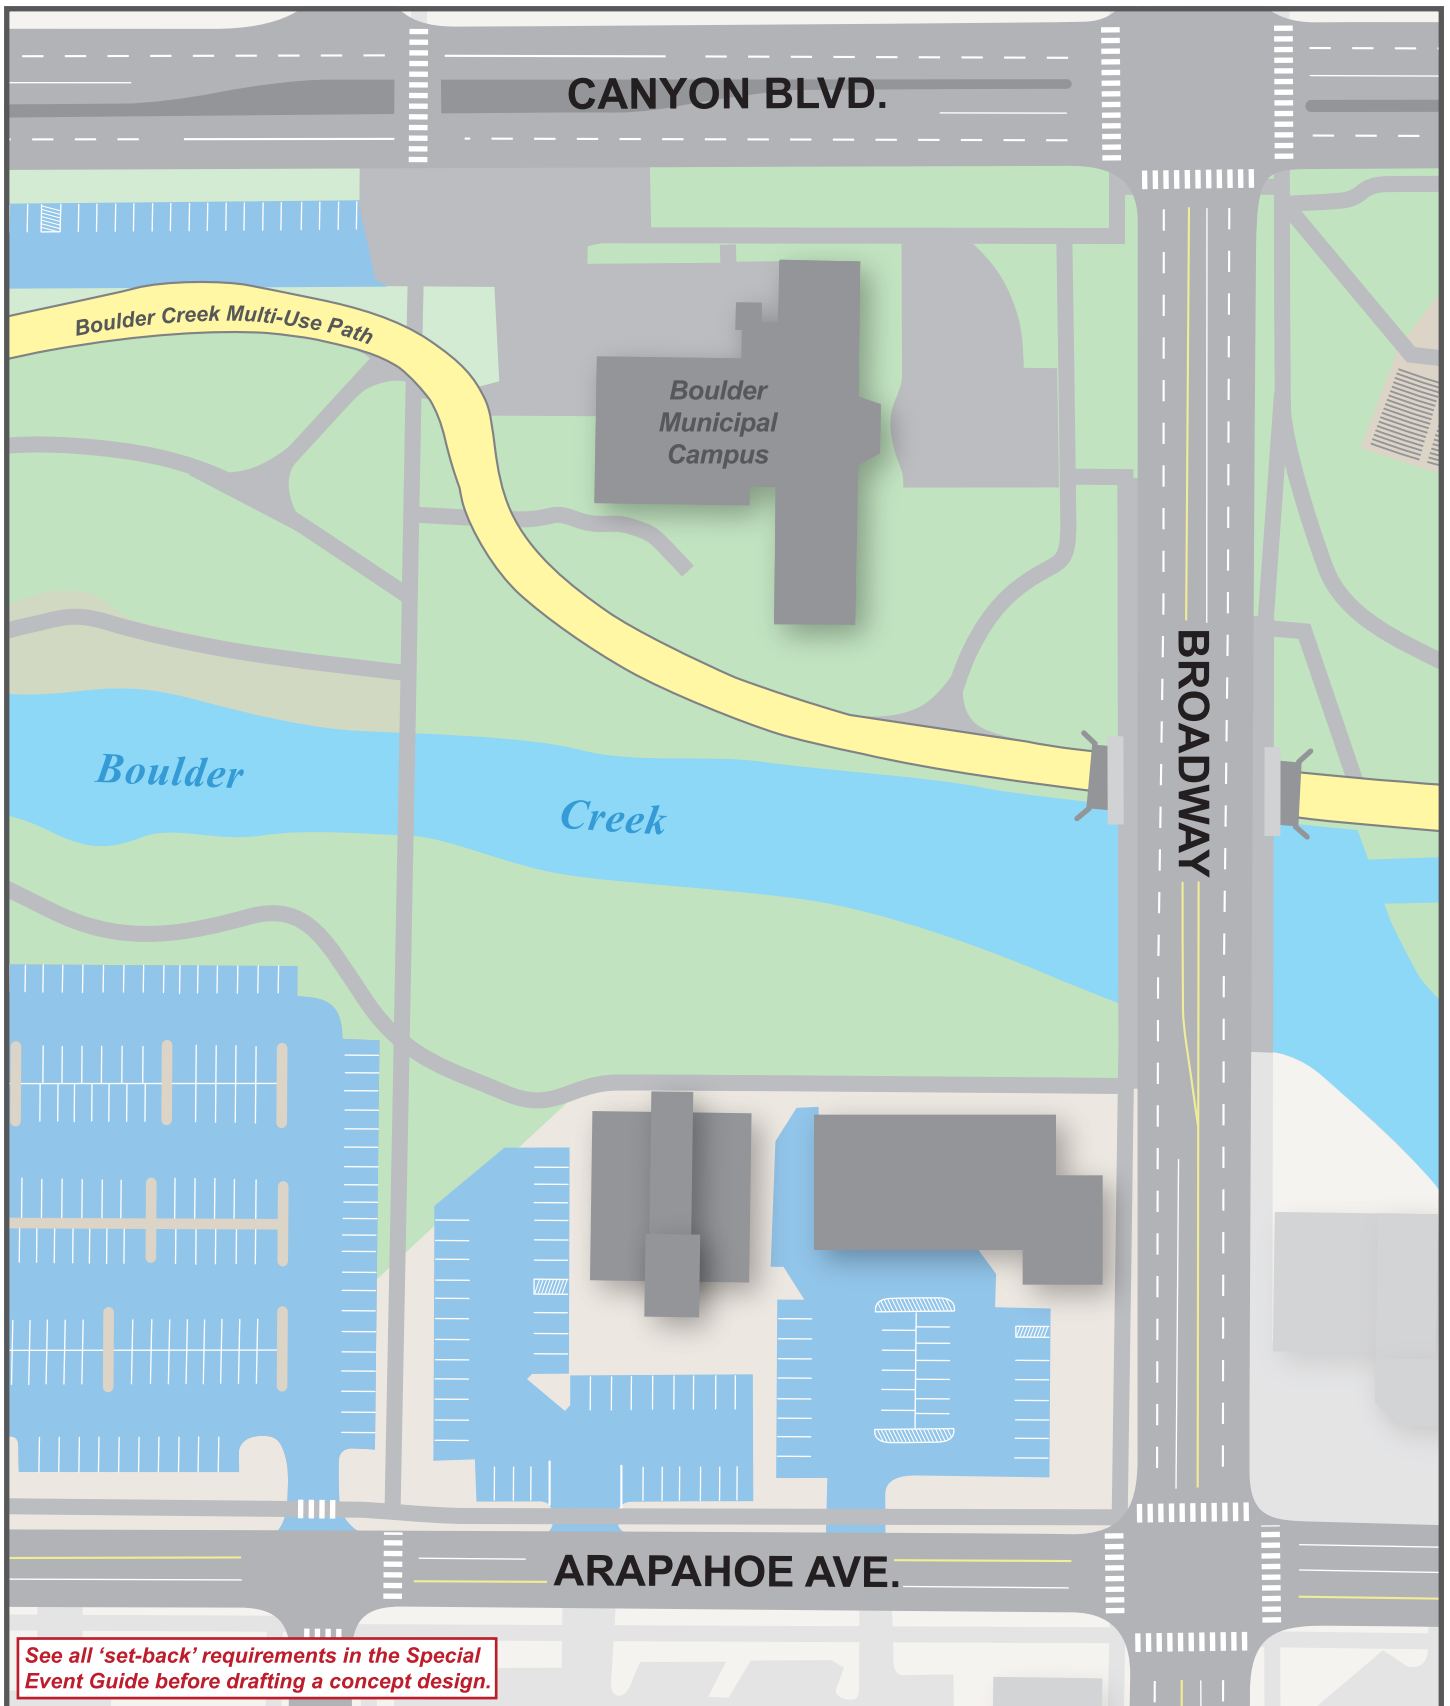 CANYON BLVD.
Boulder Creek Multi-Use Path
Boulder
Municipal
Campus
BROADWAY
Boulder
Creek
ARAPAHOE AVE.
See all ‘set-back’ requirements in the Special
Event Guide before drafting a concept design.